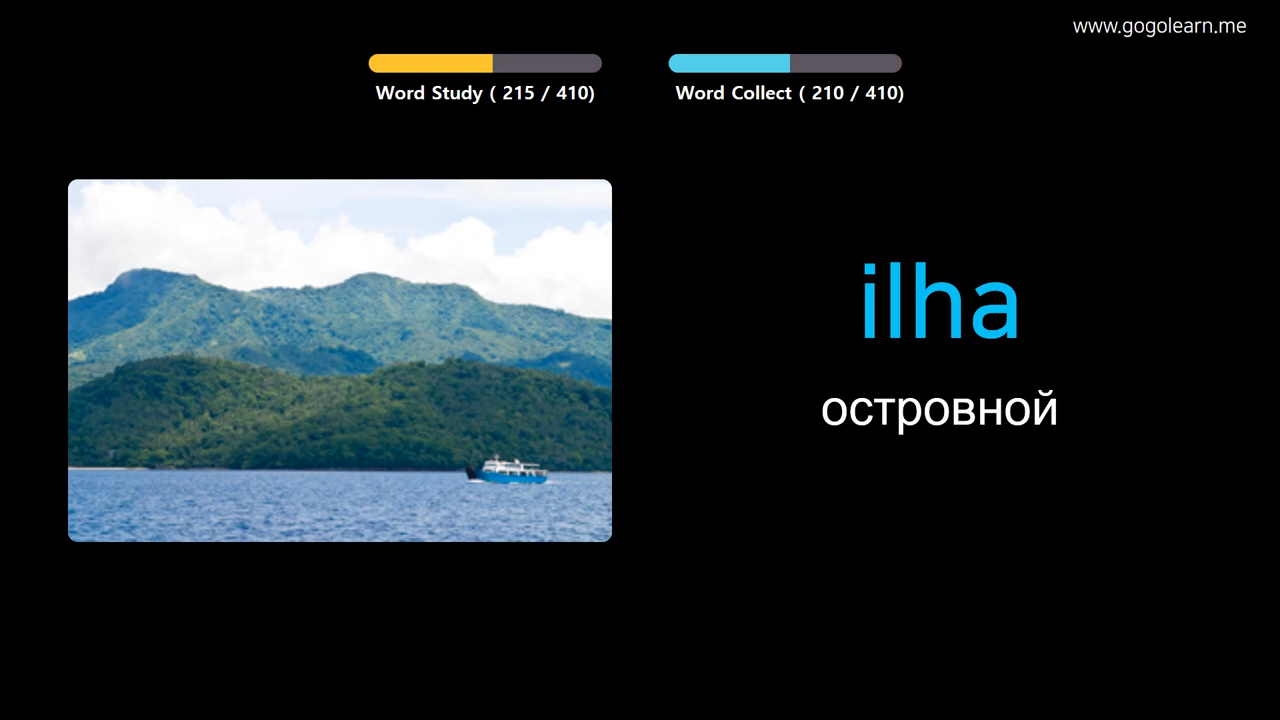 www.gogolearn.me
Word Study ( 215 / 410)
Word Collect ( 210 / 410)
ilha
островной